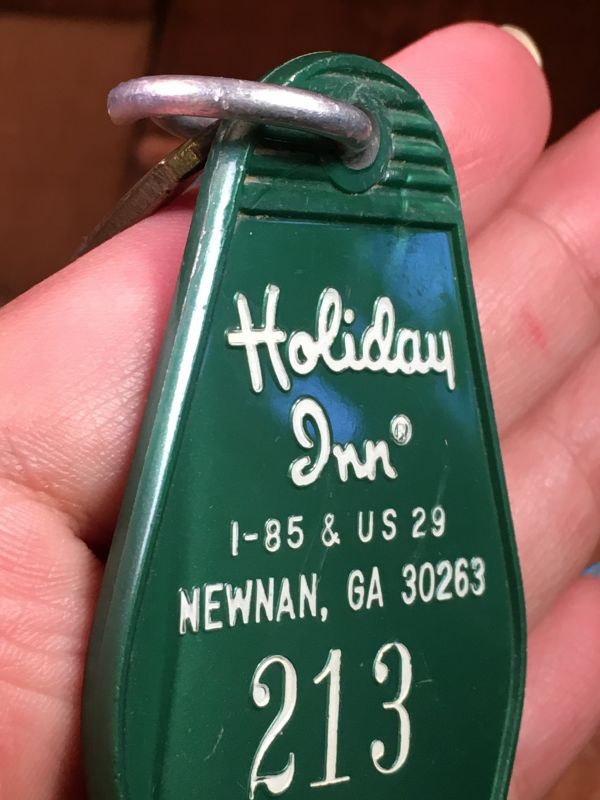 Holiday
Inn®
I-85 & US 29
NEWNAN, GA 30263
213